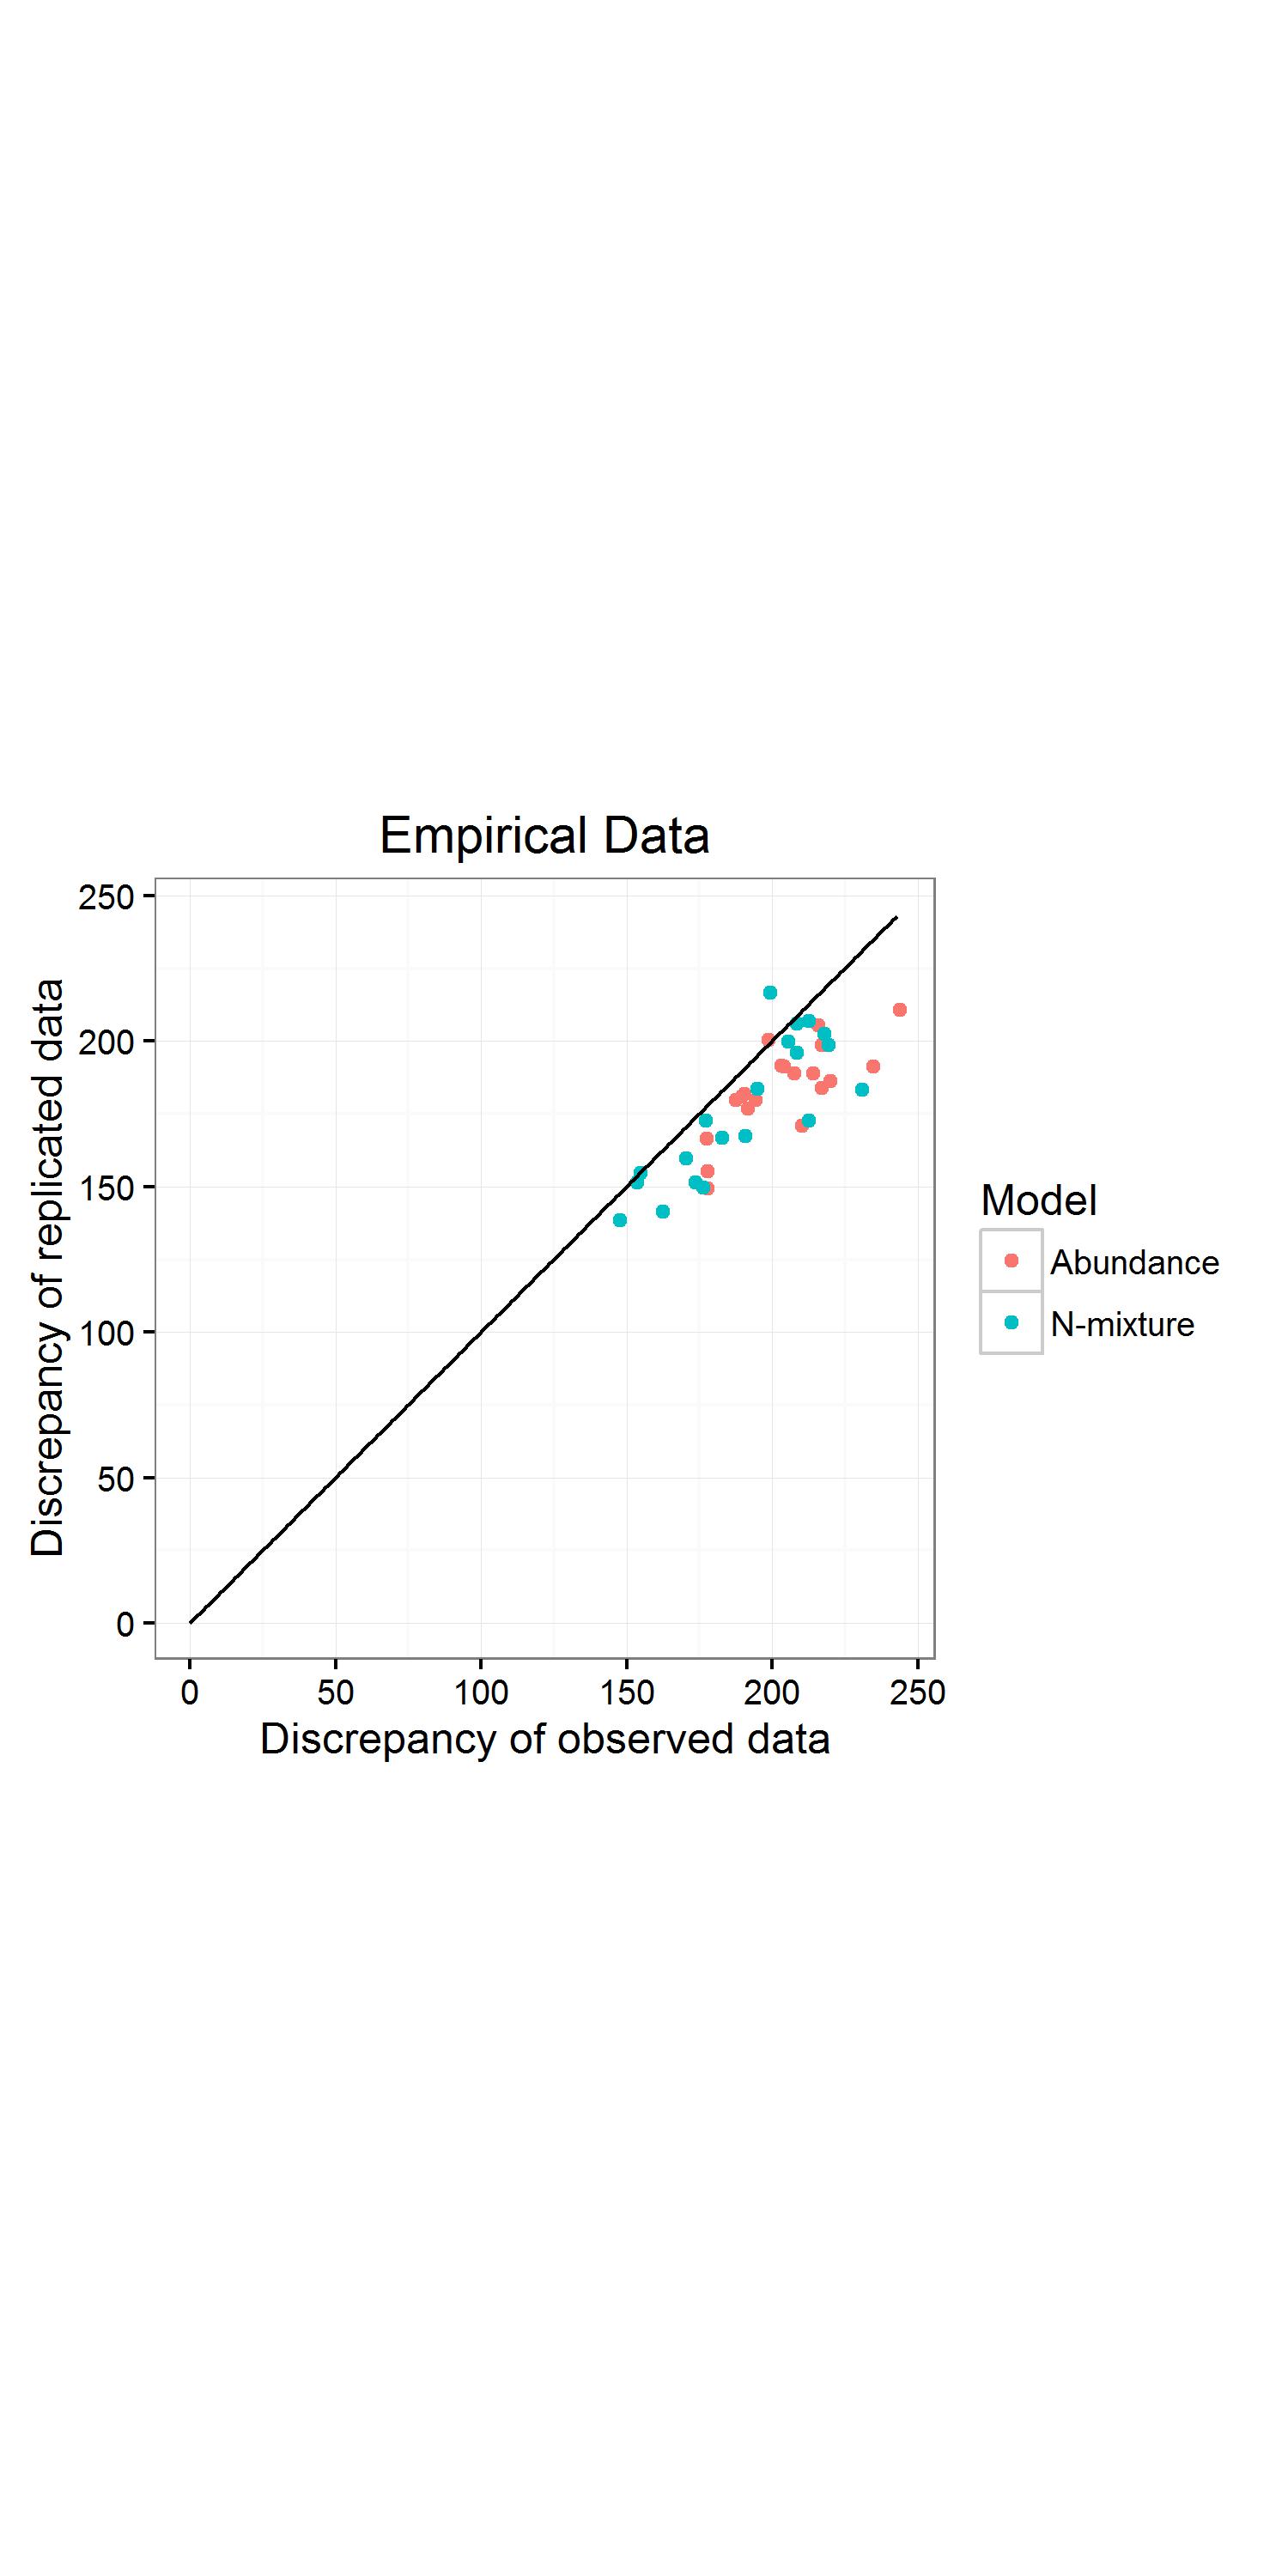 Empirical Data
Discrepancy of replicated data
250
200
150
100
50
0
0 50 100 150 200 250
Discrepancy of observed data
Model
Abundance
N-mixture